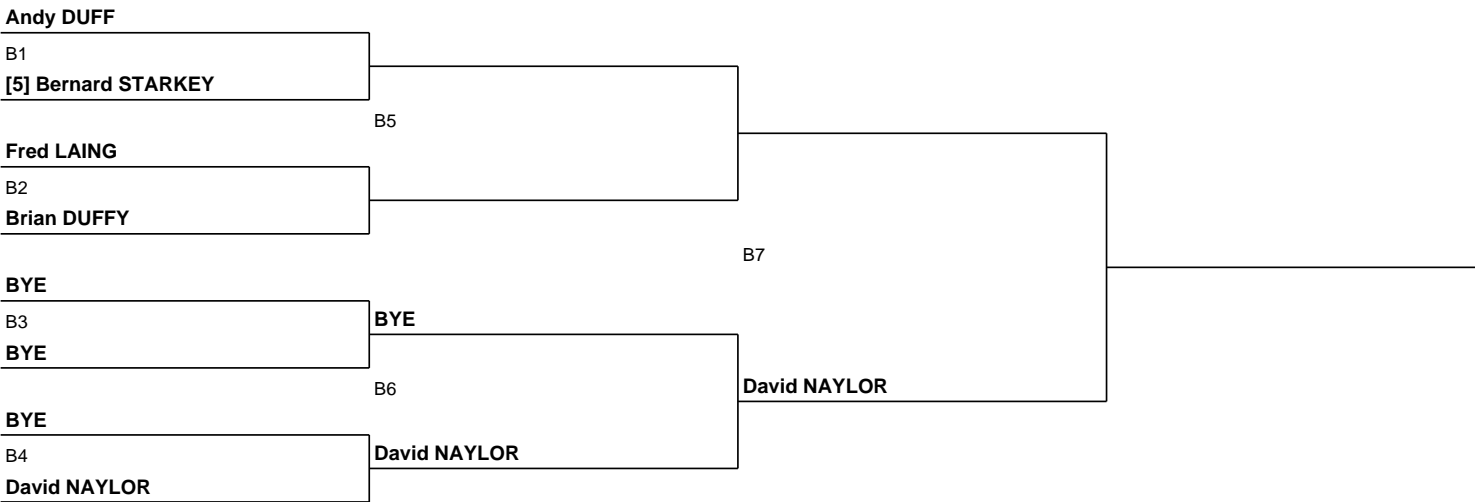 Andy DUFF
B1
[5] Bernard STARKEY
B5
Fred LAING
B2
Brian DUFFY
B7
BYE
B3
BYE
BYE
B6
David NAYLOR
BYE
B4
David NAYLOR
David NAYLOR